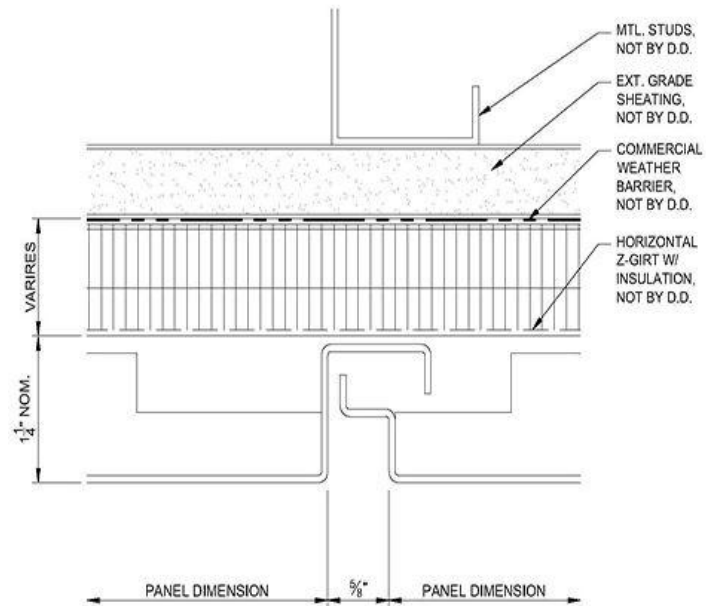 MTL. STUDS,
NOT BY D.D.
EXT. GRADE
SHEATING,
NOT BY D.D.
COMMERCIAL
WEATHER
BARRIER,
NOT BY D.D.
HORIZONTAL
Z-GIRT W/
INSULATION,
NOT BY D.D.
VARIRES
1 1/4" NOM.
PANEL DIMENSION
5/8"
PANEL DIMENSION